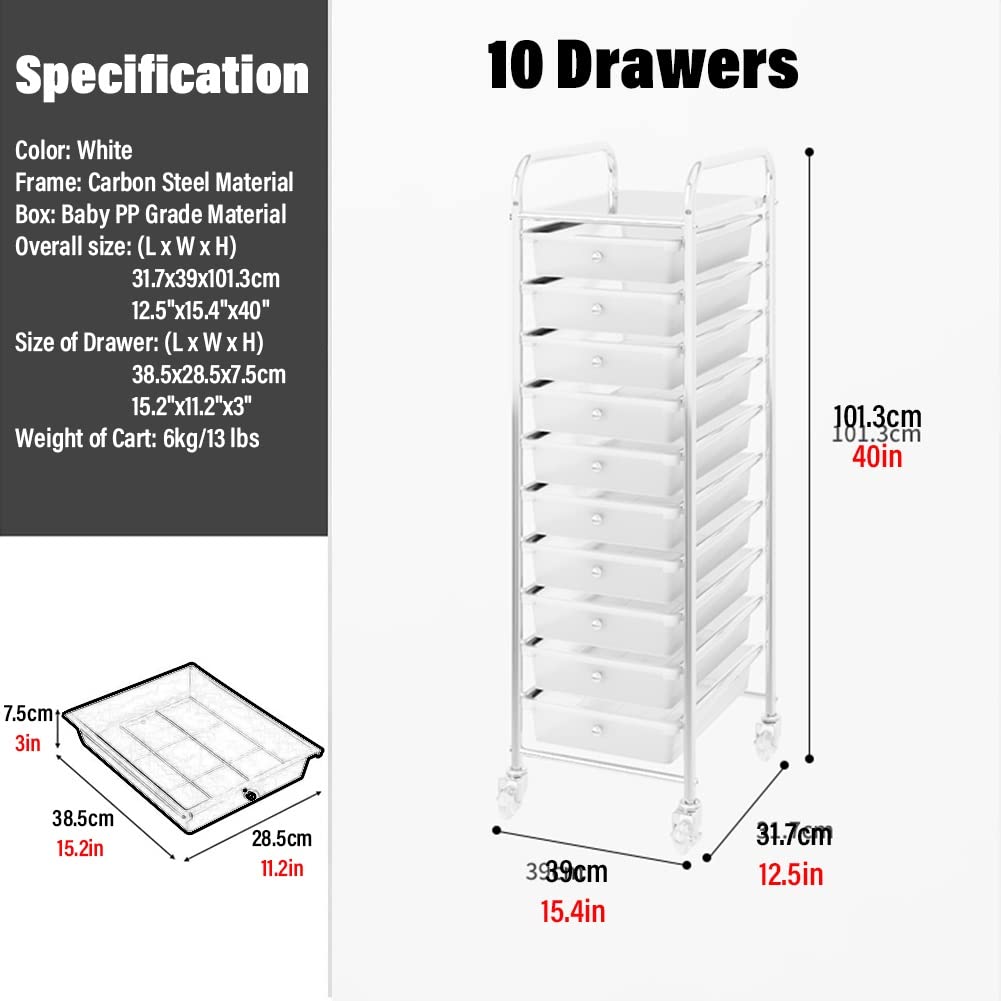 Specification
Color: White
Frame: Carbon Steel Material
Box: Baby PP Grade Material
Overall size: (L x W x H)
31.7x39x101.3cm
12.5"x15.4"x40"
Size of Drawer: (L x W x H)
38.5x28.5x7.5cm
15.2"x11.2"x3"
Weight of Cart: 6kg/13 lbs
10 Drawers
101.3cm
101.3cm
40in
7.5cm
3in
38.5cm
15.2in
28.5cm
11.2in
39cm
15.4in
31.7cm
12.5in